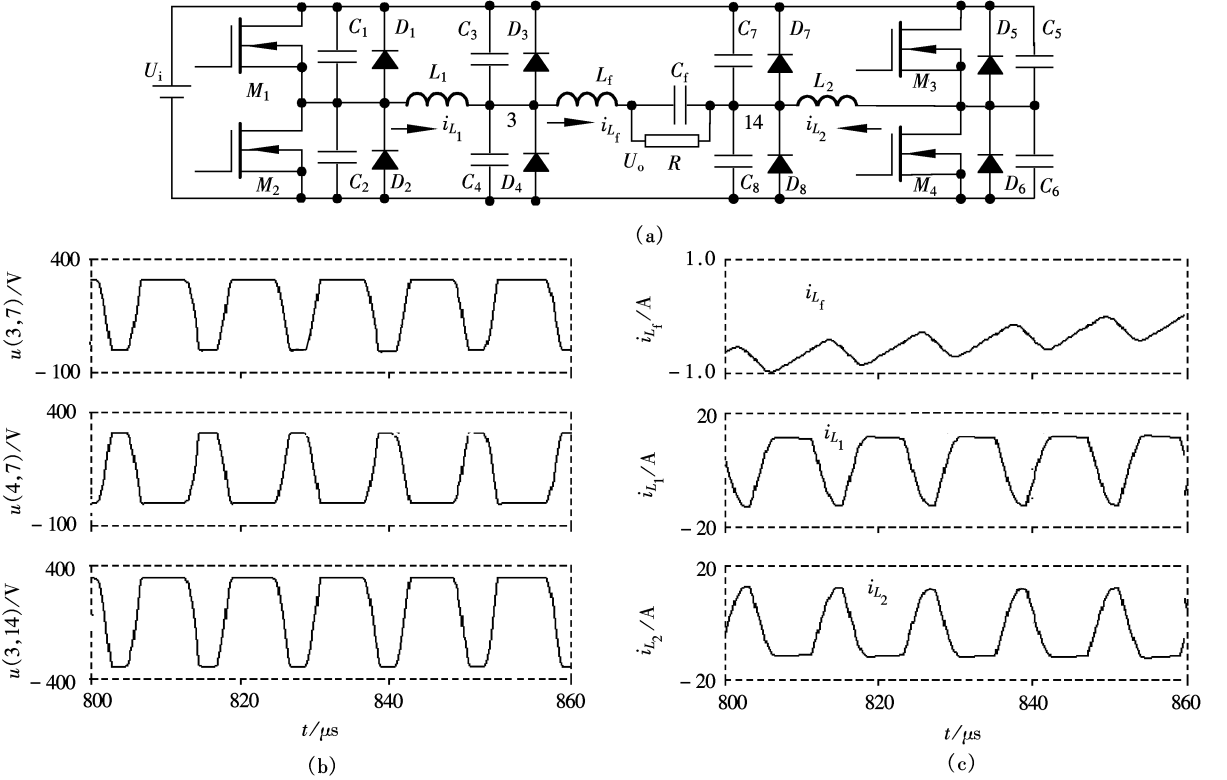 C1 D1 C3 D3 C7 D7 D5 C5
Ui M1 L1 Lf Cf L2 M3
3 14
iL1 iLf iL2
M2 C2 D2 C4 D4 Uo R C8 D8 M4 D6 C6
(a)
400
u(3,7)/V
-100
400
u(4,7)/V
-100
400
u(3,14)/V
-400
800 820 840 860
t/μs
(b)
1.0
iLf/A
iLf
-1.0
20
iL1/A
iL1
-20
20
iL2/A
iL2
-20
800 820 840 860
t/μs
(c)